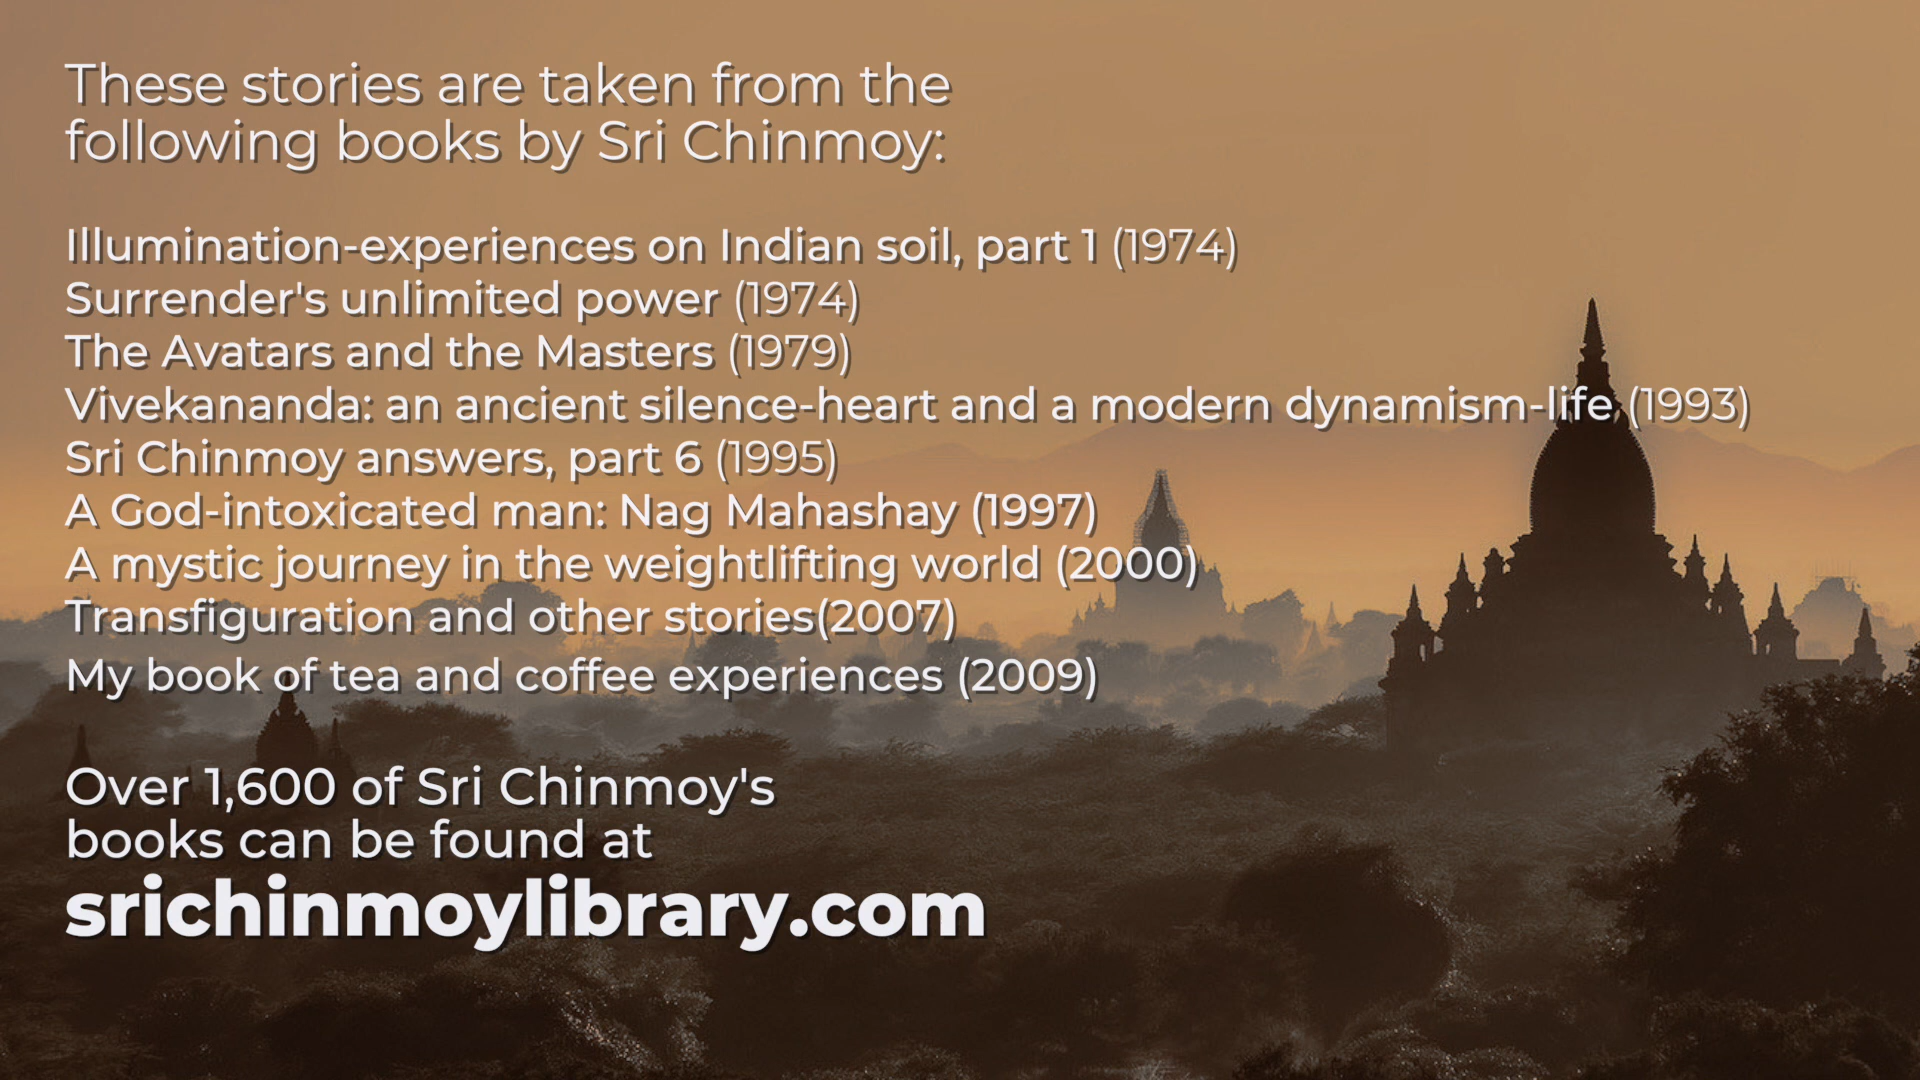 These stories are taken from the
following books by Sri Chinmoy:
Illumination-experiences on Indian soil, part 1 (1974)
Surrender's unlimited power (1974)
The Avatars and the Masters (1979)
Vivekananda: an ancient silence-heart and a modern dynamism-life (1993)
Sri Chinmoy answers, part 6 (1995)
A God-intoxicated man: Nag Mahashay (1997)
A mystic journey in the weightlifting world (2000)
Transfiguration and other stories(2007)
My book of tea and coffee experiences (2009)
Over 1,600 of Sri Chinmoy's
books can be found at
srichinmoylibrary.com